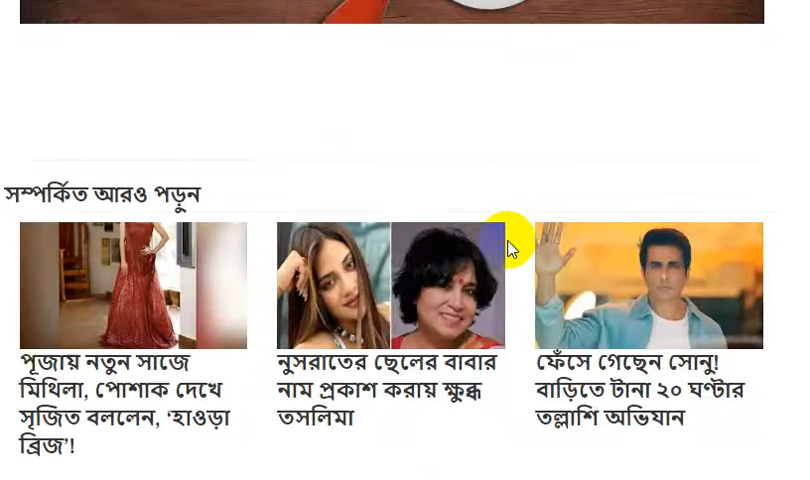 সম্পর্কিত আরও পড়ুন
পূজায় নতুন সাজে
মিথিলা, পোশাক দেখে
সৃজিত বললেন, ‘হাওড়া
ব্রিজ’!
নুসরাতের ছেলের বাবার
নাম প্রকাশ করায় ক্ষুব্ধ
তসলিমা
ফেঁসে গেছেন সোনু!
বাড়িতে টানা ২০ ঘণ্টার
তল্লাশি অভিযান